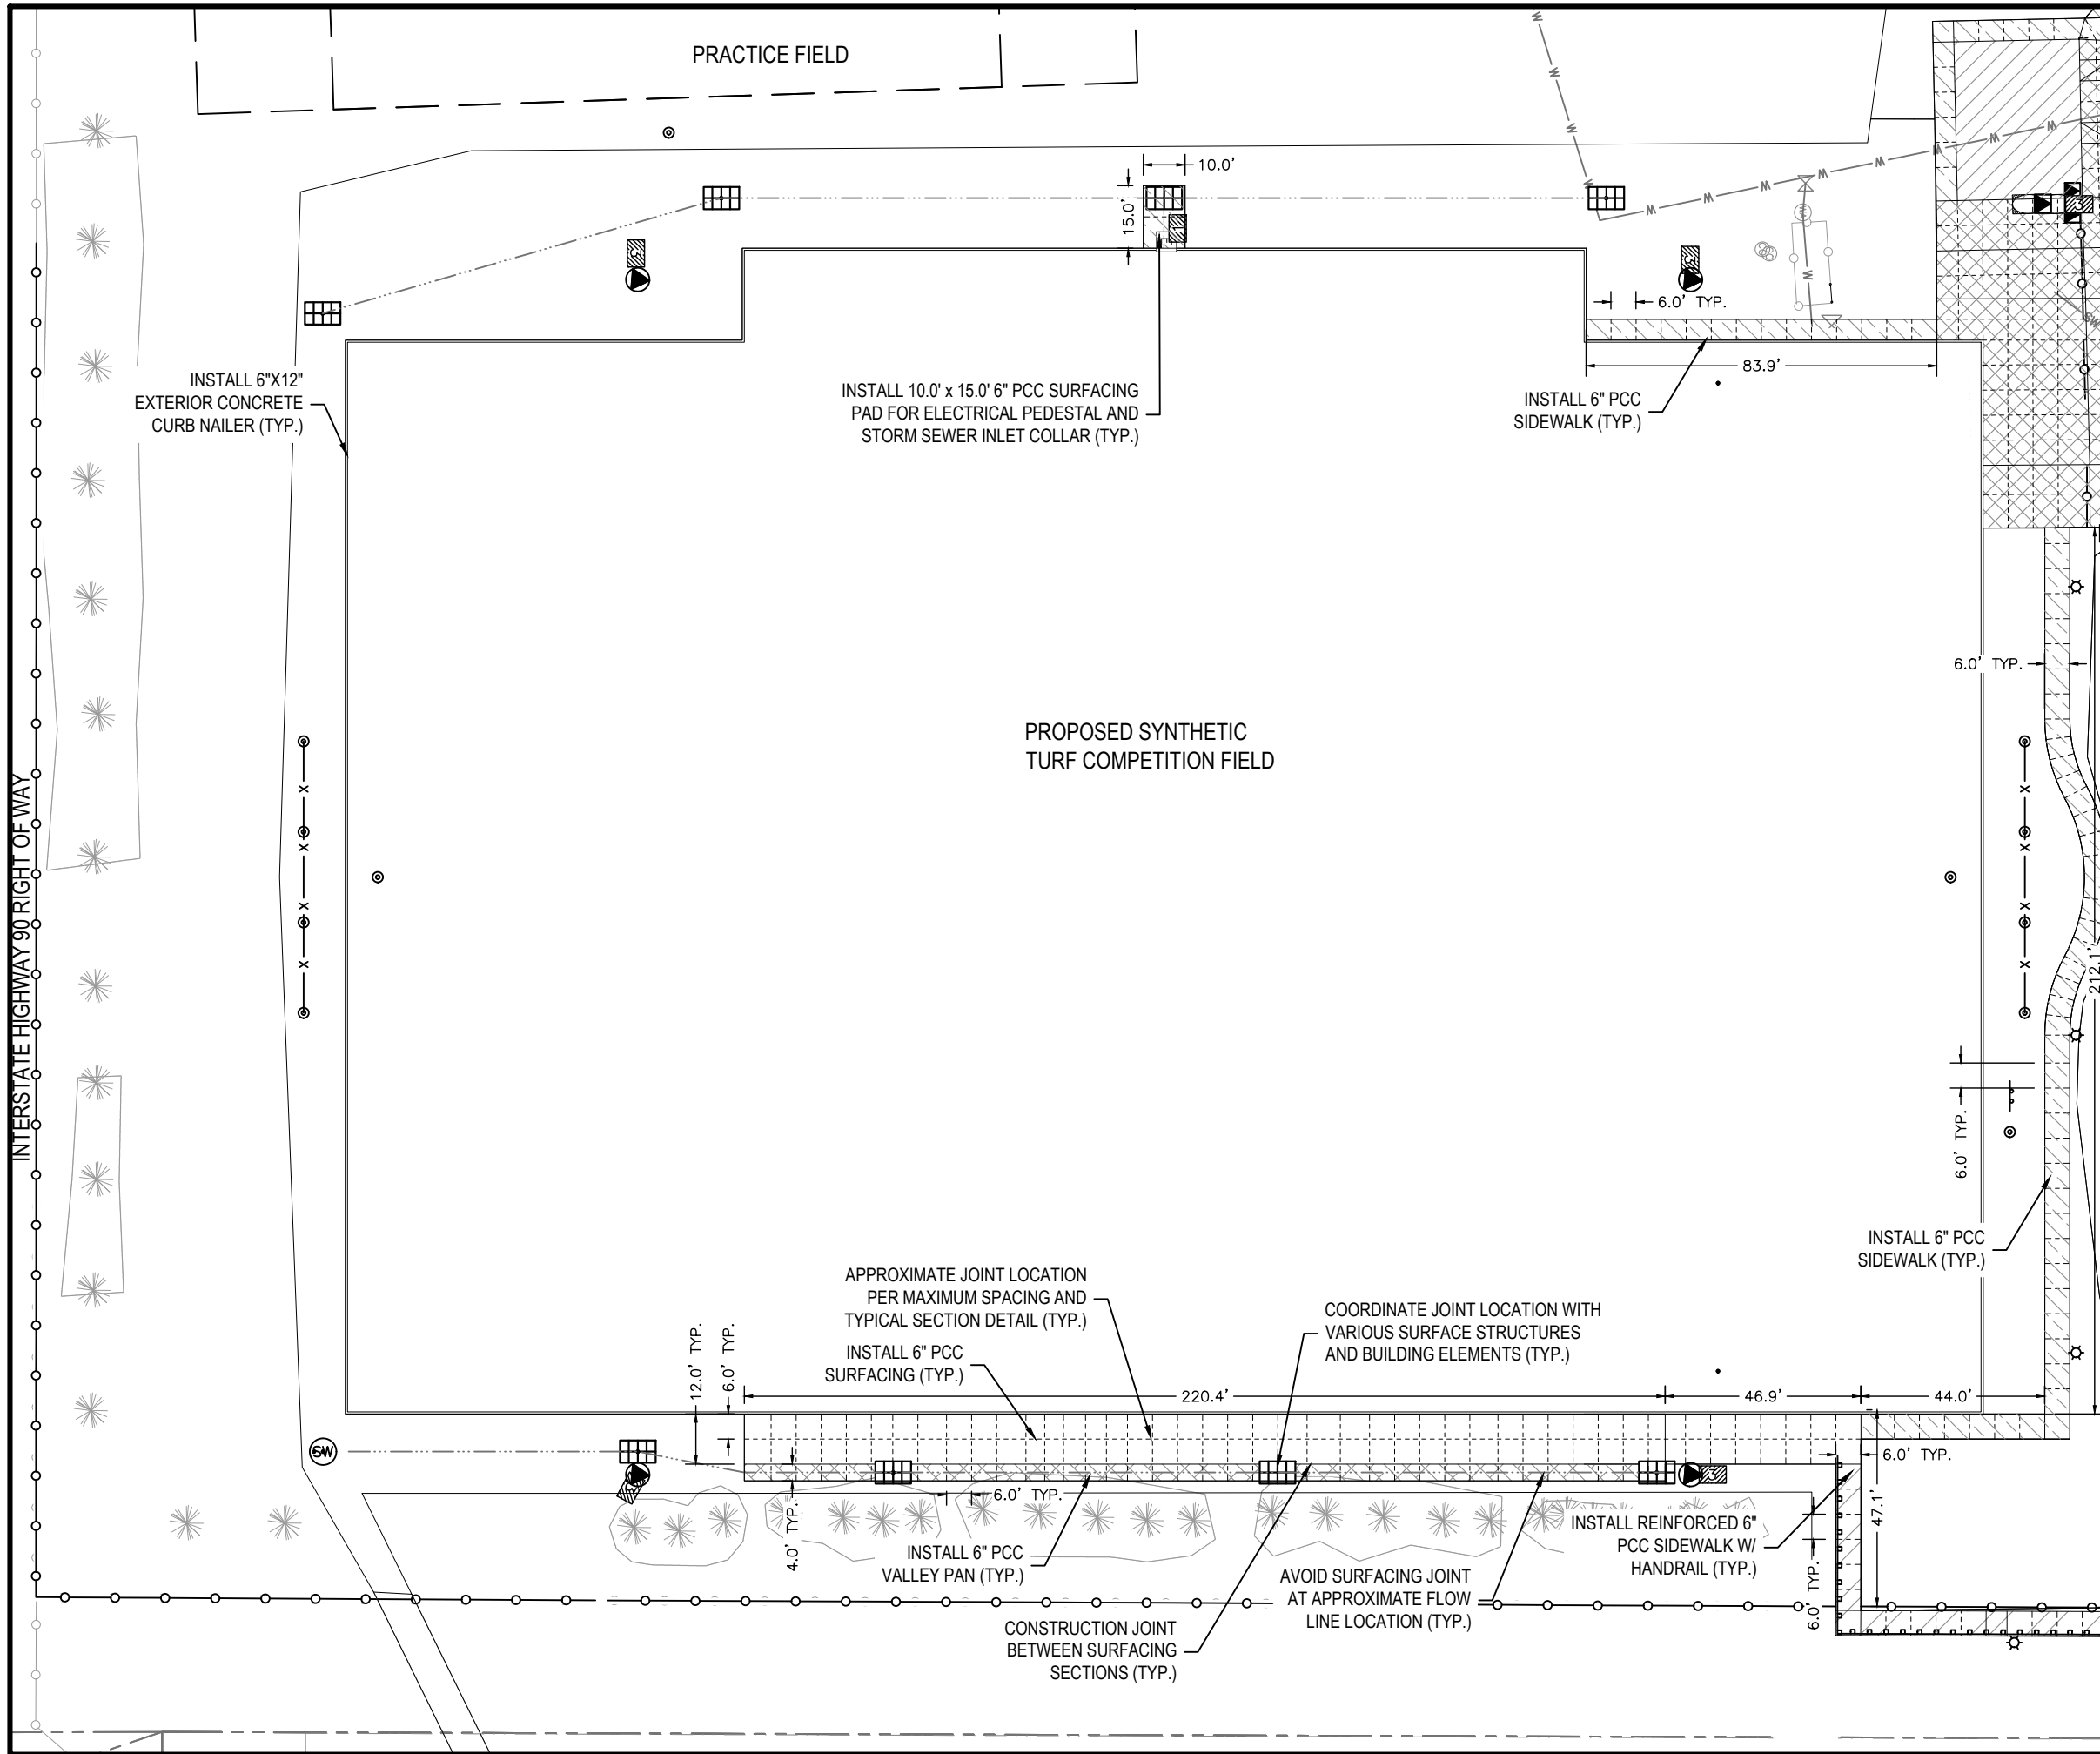 PRACTICE FIELD
10.0'
15.0'
6.0' TYP.
83.9'
INSTALL 6"X12"
EXTERIOR CONCRETE
CURB NAILER (TYP.)
INSTALL 10.0' x 15.0' 6" PCC SURFACING
PAD FOR ELECTRICAL PEDESTAL AND
STORM SEWER INLET COLLAR (TYP.)
INSTALL 6" PCC
SIDEWALK (TYP.)
6.0' TYP.
PROPOSED SYNTHETIC
TURF COMPETITION FIELD
INTERSTATE HIGHWAY 90 RIGHT OF WAY
212.1'
6.0' TYP.
INSTALL 6" PCC
SIDEWALK (TYP.)
APPROXIMATE JOINT LOCATION
PER MAXIMUM SPACING AND
TYPICAL SECTION DETAIL (TYP.)
INSTALL 6" PCC
SURFACING (TYP.)
COORDINATE JOINT LOCATION WITH
VARIOUS SURFACE STRUCTURES
AND BUILDING ELEMENTS (TYP.)
12.0' TYP.
6.0' TYP.
220.4'
46.9'
44.0'
SW
6.0' TYP.
6.0' TYP.
4.0' TYP.
47.1'
INSTALL REINFORCED 6"
PCC SIDEWALK W/
HANDRAIL (TYP.)
INSTALL 6" PCC
VALLEY PAN (TYP.)
AVOID SURFACING JOINT
AT APPROXIMATE FLOW
LINE LOCATION (TYP.)
6.0' TYP.
CONSTRUCTION JOINT
BETWEEN SURFACING
SECTIONS (TYP.)